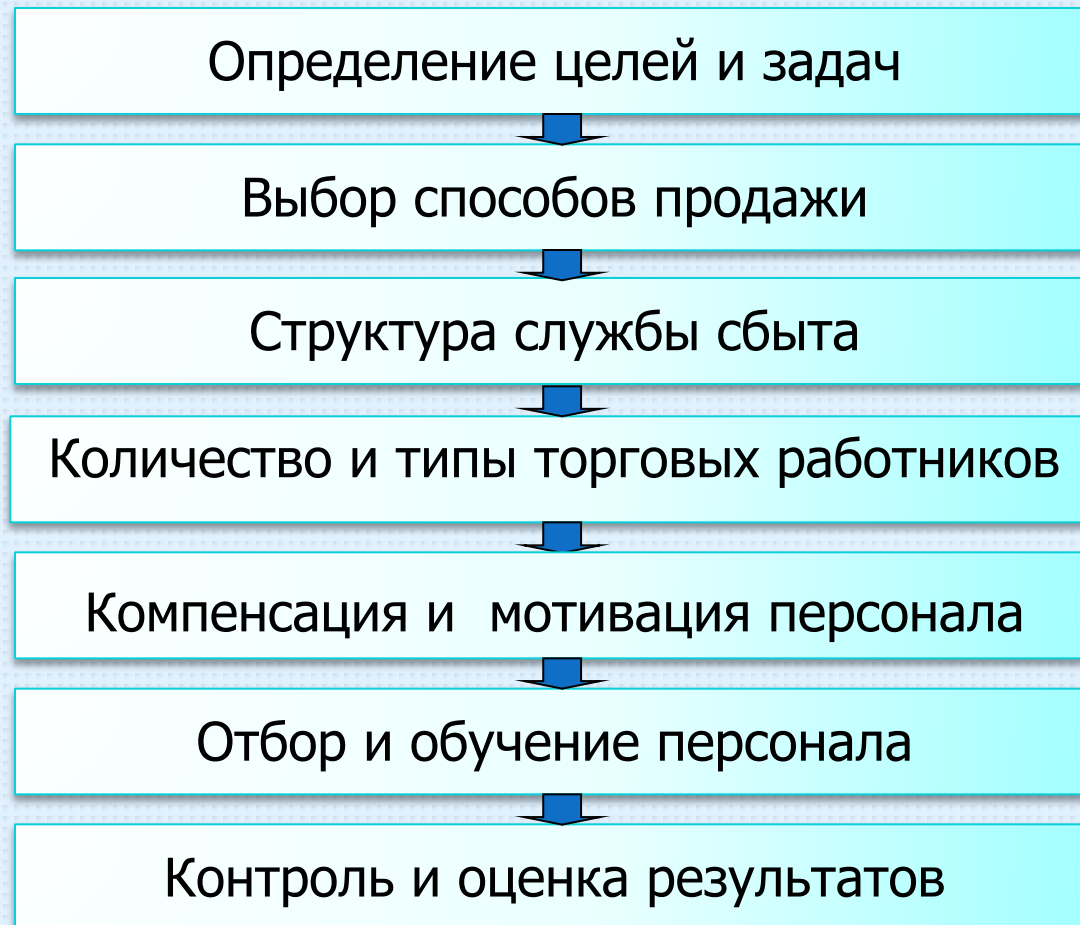 Определение целей и задач
Выбор способов продажи
Структура службы сбыта
Количество и типы торговых работников
Компенсация и мотивация персонала
Отбор и обучение персонала
Контроль и оценка результатов